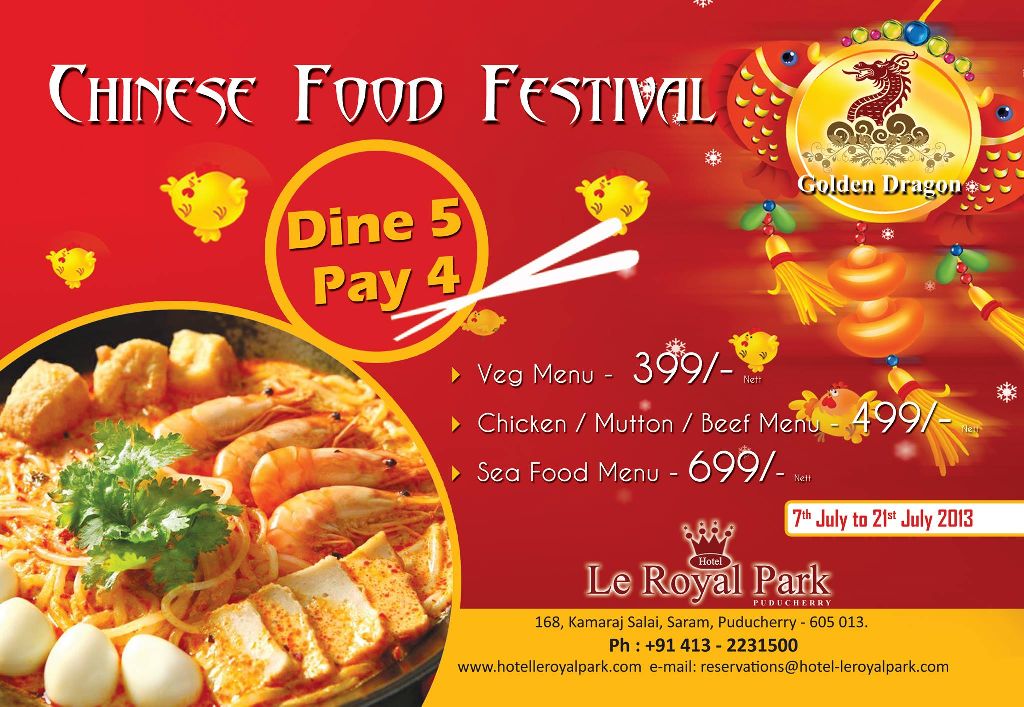 Chinese Food Festival
Golden Dragon
Dine 5
Pay 4
Veg Menu - 399/- Nett
Chicken / Mutton / Beef Menu - 499/- Nett
Sea Food Menu - 699/- Nett
7th July to 21st July 2013
Hotel
Le Royal Park
PUDUCHERRY
168, Kamaraj Salai, Saram, Puducherry - 605 013.
Ph : +91 413 - 2231500
www.hotelleroyalpark.com e-mail: reservations@hotel-leroyalpark.com